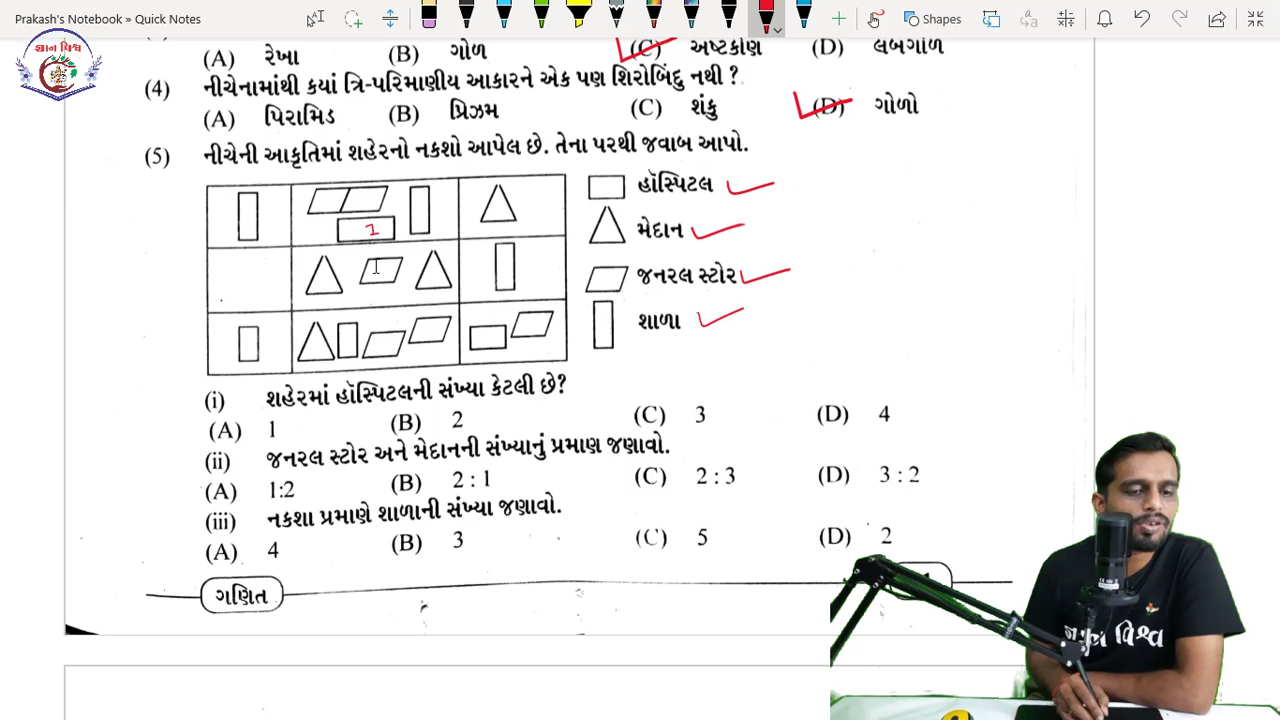 Prakash's Notebook » Quick Notes
Shapes
જ્ઞાન વિશ્વ
(A) રેખા (B) ગોળ (C) અષ્ટકોણ (D) લંબગોળ
(4) નીચેનામાંથી કયાં ત્રિ-પરિમાણીય આકારને એક પણ શિરોબિંદુ નથી ?
(A) પિરામિડ (B) પ્રિઝમ (C) શંકુ (D) ગોળો
(5) નીચેની આકૃતિમાં શહેરનો નકશો આપેલ છે. તેના પરથી જવાબ આપો.
હૉસ્પિટલ
1
મેદાન
જનરલ સ્ટોર
શાળા
(i) શહેરમાં હૉસ્પિટલની સંખ્યા કેટલી છે?
(A) 1 (B) 2 (C) 3 (D) 4
(ii) જનરલ સ્ટોર અને મેદાનની સંખ્યાનું પ્રમાણ જણાવો.
(A) 1:2 (B) 2 : 1 (C) 2 : 3 (D) 3 : 2
(iii) નકશા પ્રમાણે શાળાની સંખ્યા જણાવો.
(A) 4 (B) 3 (C) 5 (D) 2
ગણિત
વિશ્વ